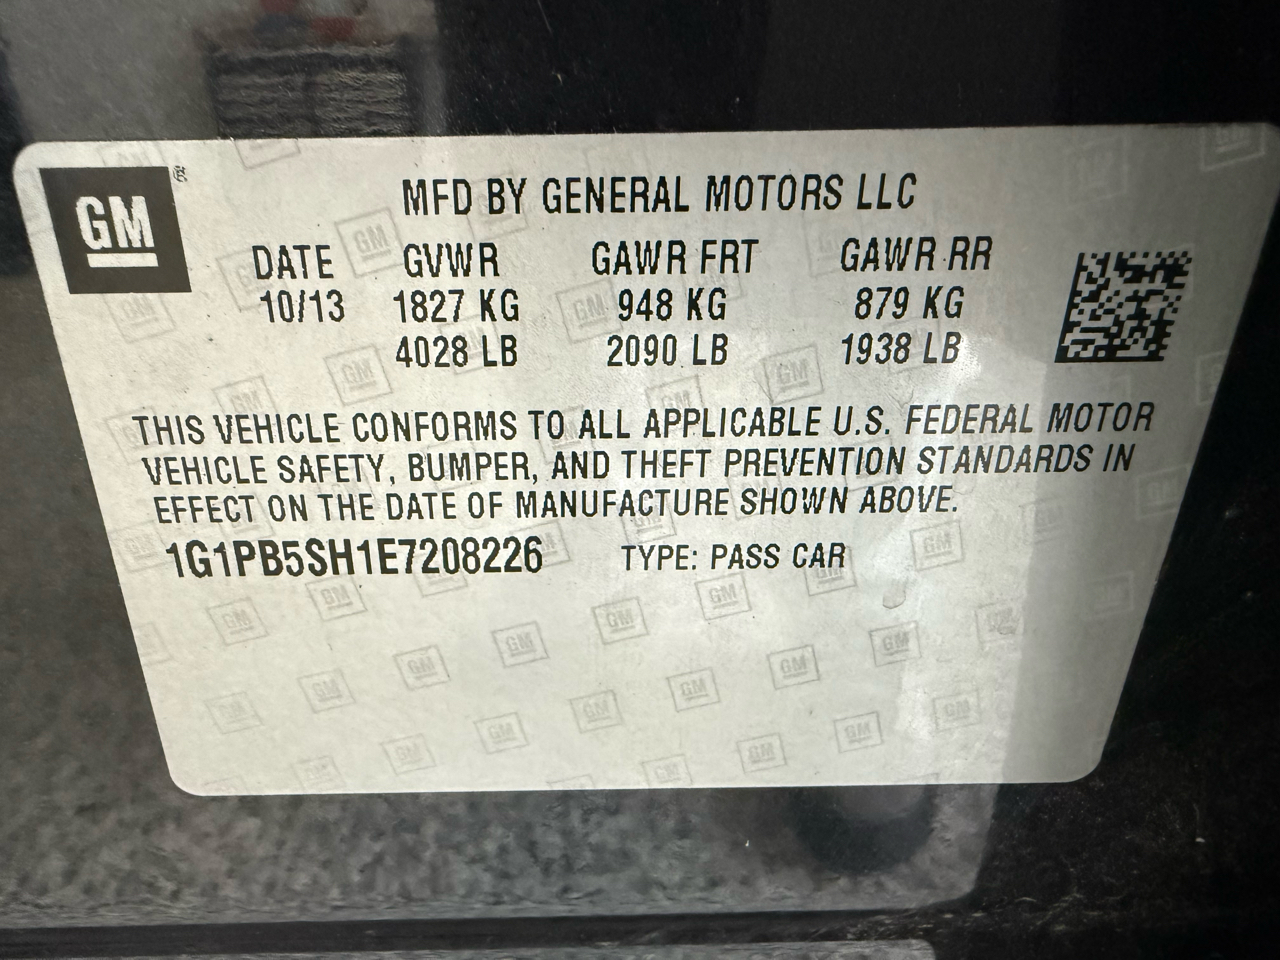 GM ®
MFD BY GENERAL MOTORS LLC
DATE GVWR GAWR FRT GAWR RR
10/13 1827 KG 948 KG 879 KG
4028 LB 2090 LB 1938 LB
THIS VEHICLE CONFORMS TO ALL APPLICABLE U.S. FEDERAL MOTOR
VEHICLE SAFETY, BUMPER, AND THEFT PREVENTION STANDARDS IN
EFFECT ON THE DATE OF MANUFACTURE SHOWN ABOVE.
1G1PB5SH1E7208226 TYPE: PASS CAR